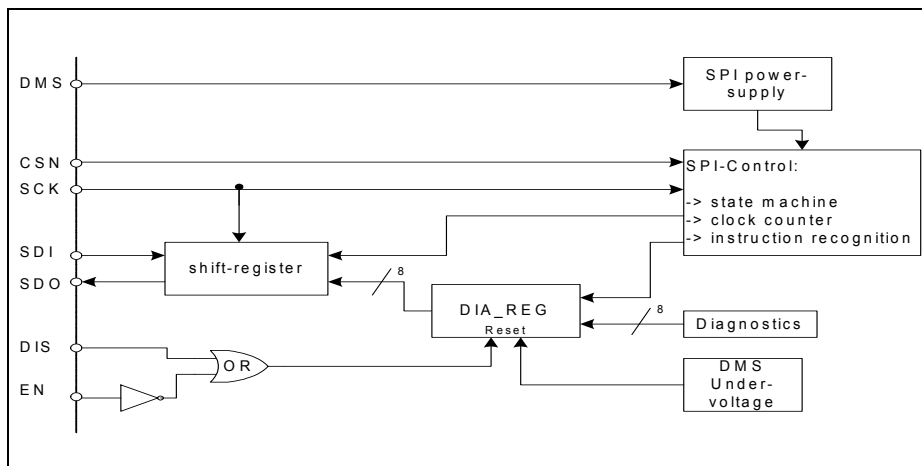 DMS
SPI power-
supply
CSN
SCK
SPI-Control:
-> state machine
-> clock counter
-> instruction recognition
SDI
SDO
shift-register
8
DIA_REG
Reset
8
Diagnostics
DIS
OR
EN
DMS
Under-
voltage